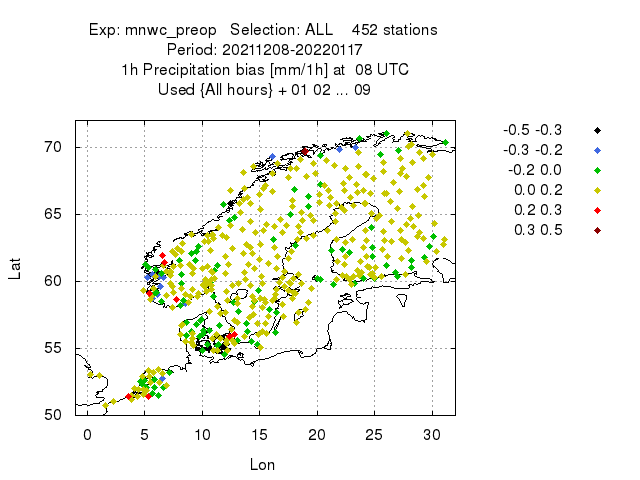 Exp: mnwc_preop   Selection: ALL    452 stations
Period: 20211208-20220117
1h Precipitation bias [mm/1h] at  08 UTC
Used {All hours} + 01 02 ... 09
-0.5 -0.3
-0.3 -0.2
-0.2 0.0
0.0 0.2
0.2 0.3
0.3 0.5
Lat
70
65
60
55
50
0 5 10 15 20 25 30
Lon